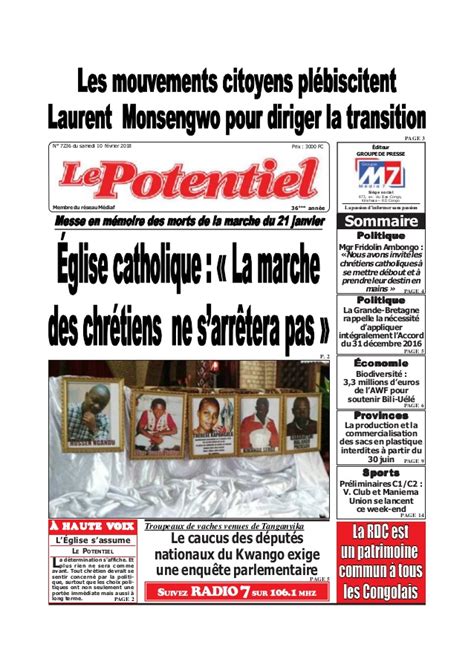 Les mouvements citoyens plébiscitent
Laurent Monsengwo pour diriger la transition
PAGE 3
N° 7236 du samedi 10 février 2018
Prix : 3000 FC
Le Potentiel
Membre du réseau Médiaf
36ème année
Éditeur
GROUPE DE PRESSE
M7
Siège social
La passion d'informer sans passion
Messe en mémoire des morts de la marche du 21 janvier
Église catholique : « La marche
des chrétiens ne s'arrêtera pas »
P. 2
Sommaire
Politique
Mgr Fridolin Ambongo :
«Nous avons invité les
chrétiens catholiques à
se mettre débout et à
prendre leur destin en
mains »
PAGE 4
Politique
La Grande-Bretagne
rappelle la nécessité
d'appliquer
intégralement l'Accord
du 31 décembre 2016
PAGE 5
Économie
Biodiversité :
3,3 millions d'euros
de l'AWF pour
soutenir Bili-Uélé
PAGE 6
Provinces
La production et la
commercialisation
des sacs en plastique
interdites à partir du
30 juin
PAGE 9
Sports
Préliminaires C1/C2 :
V. Club et Maniema
Union se lancent
ce week-end
PAGE 14
À HAUTE VOIX
L'Église s'assume
LE POTENTIEL
La détermination s'affiche. Et
plus rien ne sera comme
avant. Tout chrétien devrait se
sentir concerné par la politi-
que, surtout que les choix poli-
tiques ont non seulement une
portée immédiate mais aussi à
long terme.
PAGE 2
Troupeaux de vaches venues de Tanganyika
Le caucus des députés
nationaux du Kwango exige
une enquête parlementaire
PAGE 5
SUIVEZ RADIO 7 SUR 106.1 MHZ
La RDC est
un patrimoine
commun à tous
les Congolais